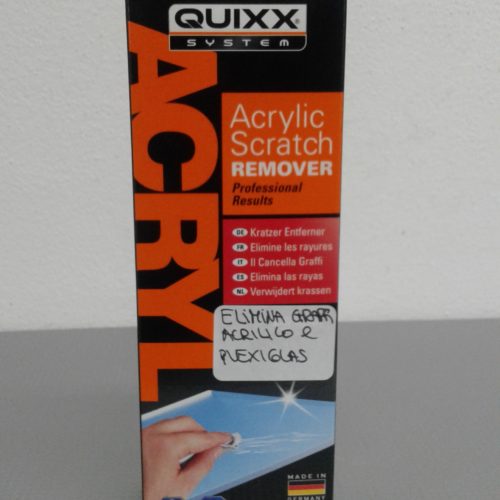 QUIXX®
SYSTEM
ACRYL
Acrylic
Scratch
REMOVER
Professional
Results
DE Kratzer Entferner
FR Elimine les rayures
IT Il Cancella Graffi
ES Elimina las rayas
NL Verwijdert krassen
ELIMINA GRAFFI
ACRILICO E
PLEXIGLAS
MADE IN
GERMANY